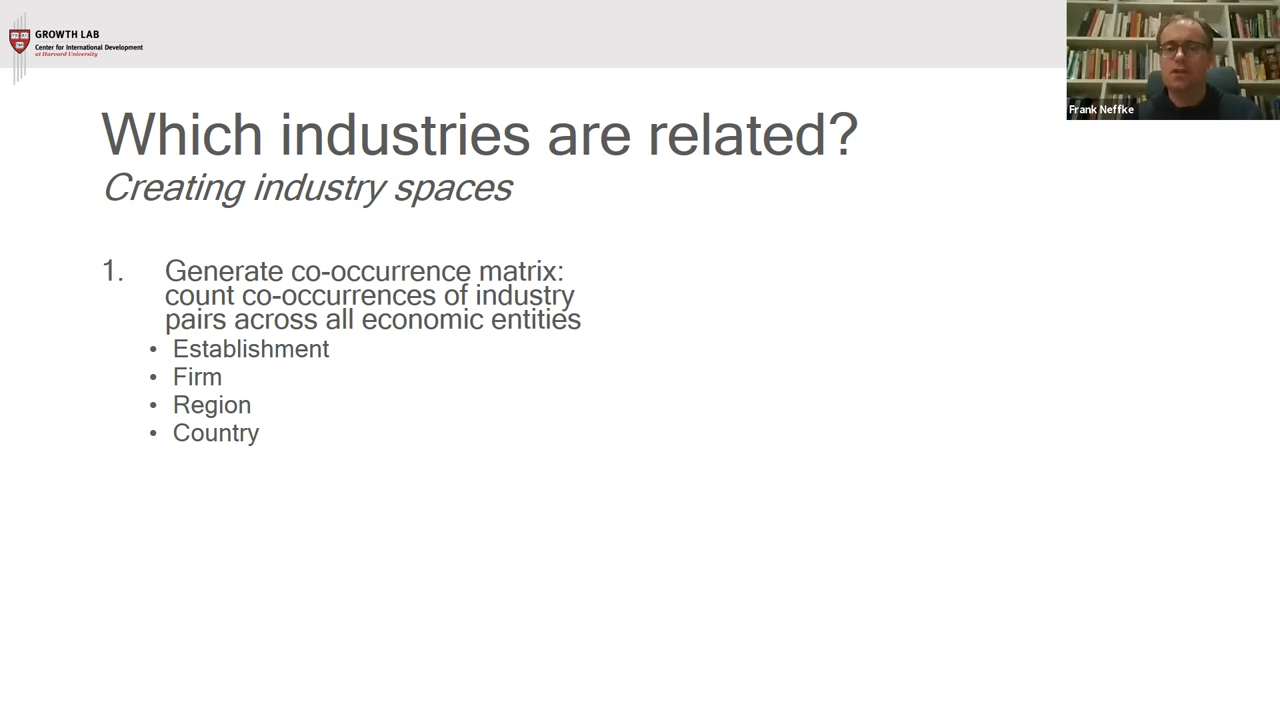 GROWTH LAB
Center for International Development
at Harvard University
Frank Neffke
Which industries are related?
Creating industry spaces
1. Generate co-occurrence matrix:
count co-occurrences of industry
pairs across all economic entities
• Establishment
• Firm
• Region
• Country